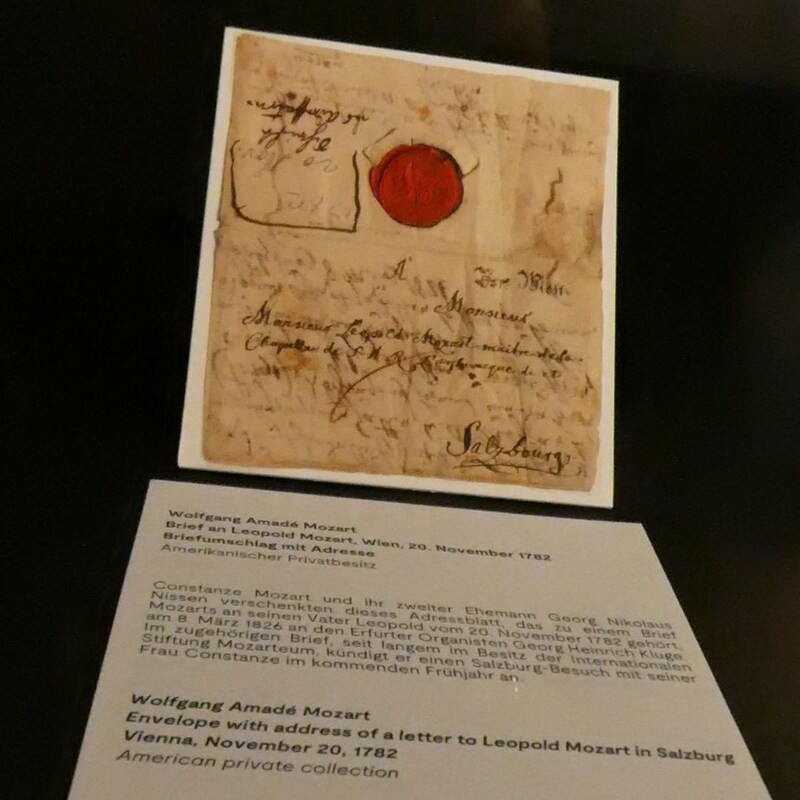 A
Monsieur
Monsieur Leopold Mozart maitre de la
Chapelle de S. A. R.
Salzbourg
Wolfgang Amadé Mozart
Brief an Leopold Mozart, Wien, 20. November 1782
Briefumschlag mit Adresse
Amerikanischer Privatbesitz
Constanze Mozart und ihr zweiter Ehemann Georg Nikolaus
Nissen verschenkten dieses Adressblatt, das zu einem Brief
Mozarts an seinen Vater Leopold vom 20. November 1782 gehört,
am 8. März 1826 an den Erfurter Organisten Georg Heinrich Kluge.
Im zugehörigen Brief, seit langem im Besitz der Internationalen
Stiftung Mozarteum, kündigt er einen Salzburg-Besuch mit seiner
Frau Constanze im kommenden Frühjahr an.
Wolfgang Amadé Mozart
Envelope with address of a letter to Leopold Mozart in Salzburg
Vienna, November 20, 1782
American private collection